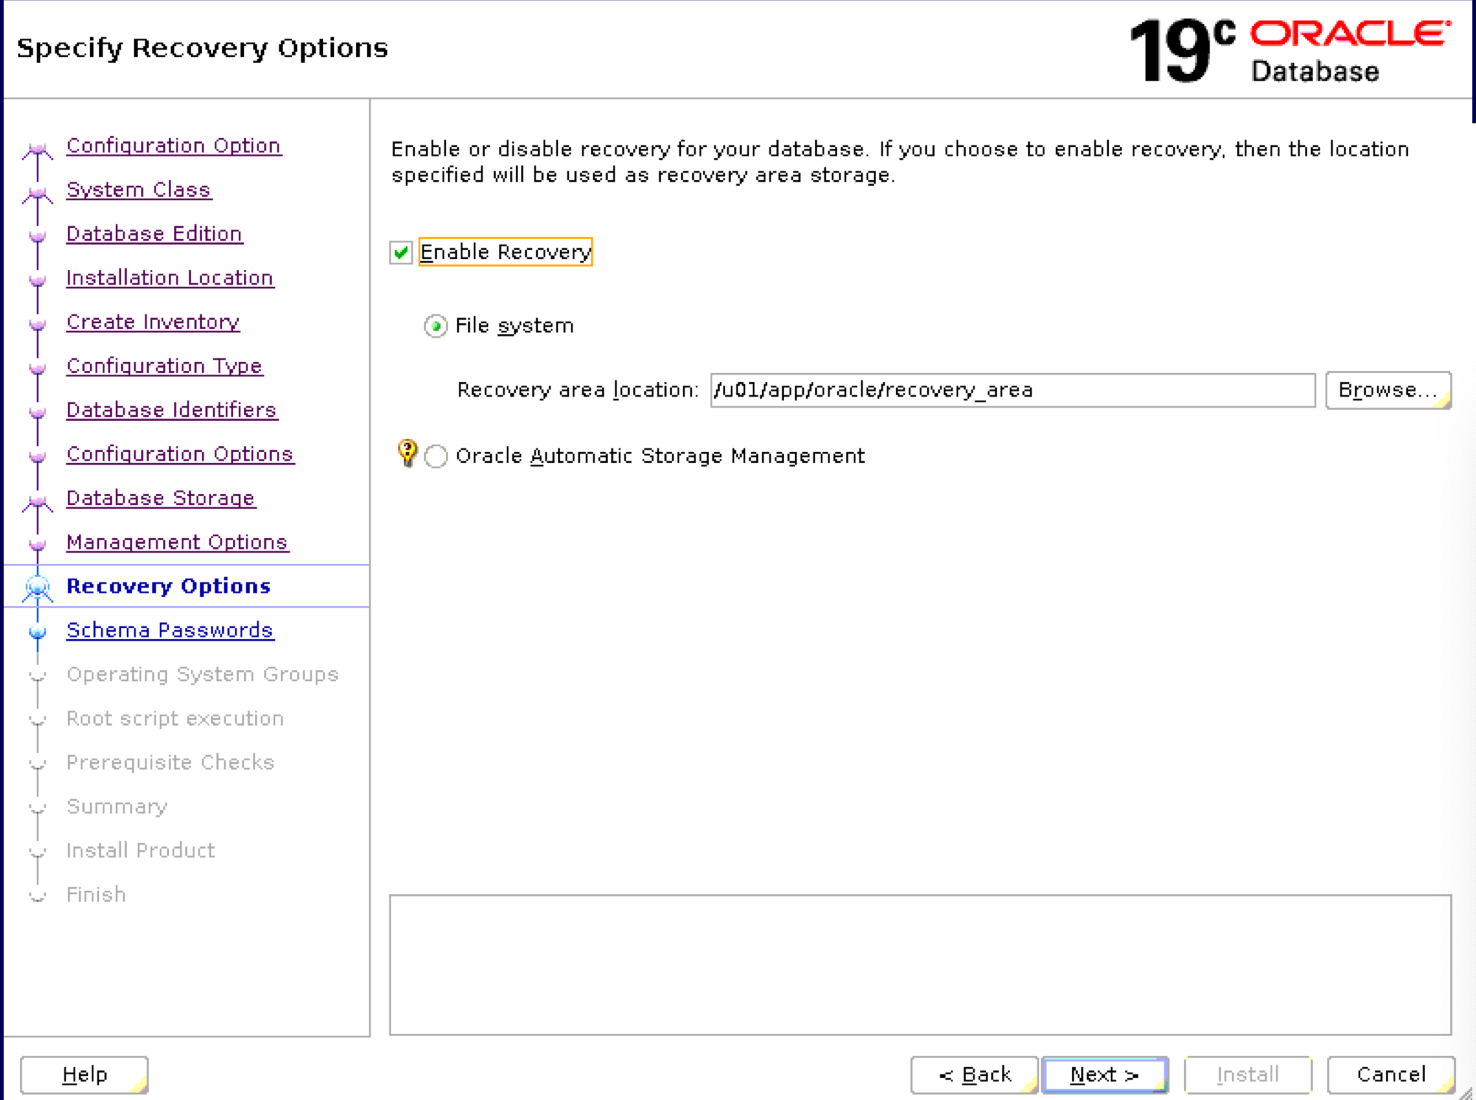 Specify Recovery Options
19c ORACLE
Database
Configuration Option
System Class
Database Edition
Installation Location
Create Inventory
Configuration Type
Database Identifiers
Configuration Options
Database Storage
Management Options
Recovery Options
Schema Passwords
Operating System Groups
Root script execution
Prerequisite Checks
Summary
Install Product
Finish
Enable or disable recovery for your database. If you choose to enable recovery, then the location
specified will be used as recovery area storage.
Enable Recovery
File system
Recovery area location: /u01/app/oracle/recovery_area Browse...
Oracle Automatic Storage Management
Help < Back Next > Install Cancel